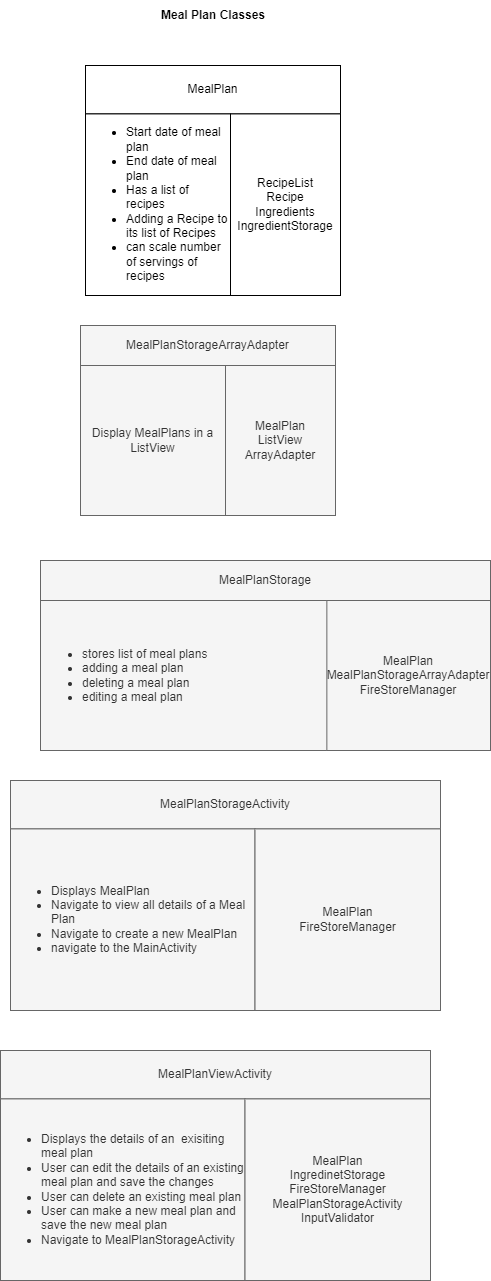 Meal Plan Classes
MealPlan
• Start date of meal
plan
• End date of meal
plan
• Has a list of
recipes
• Adding a Recipe to
its list of Recipes
• can scale number
of servings of
recipes
RecipeList
Recipe
Ingredients
IngredientStorage
MealPlanStorageArrayAdapter
Display MealPlans in a
ListView
MealPlan
ListView
ArrayAdapter
MealPlanStorage
• stores list of meal plans
• adding a meal plan
• deleting a meal plan
• editing a meal plan
MealPlan
MealPlanStorageArrayAdapter
FireStoreManager
MealPlanStorageActivity
• Displays MealPlan
• Navigate to view all details of a Meal
Plan
• Navigate to create a new MealPlan
• navigate to the MainActivity
MealPlan
FireStoreManager
MealPlanViewActivity
• Displays the details of an  exisiting
meal plan
• User can edit the details of an existing
meal plan and save the changes
• User can delete an existing meal plan
• User can make a new meal plan and
save the new meal plan
• Navigate to MealPlanStorageActivity
MealPlan
IngredinetStorage
FireStoreManager
MealPlanStorageActivity
InputValidator